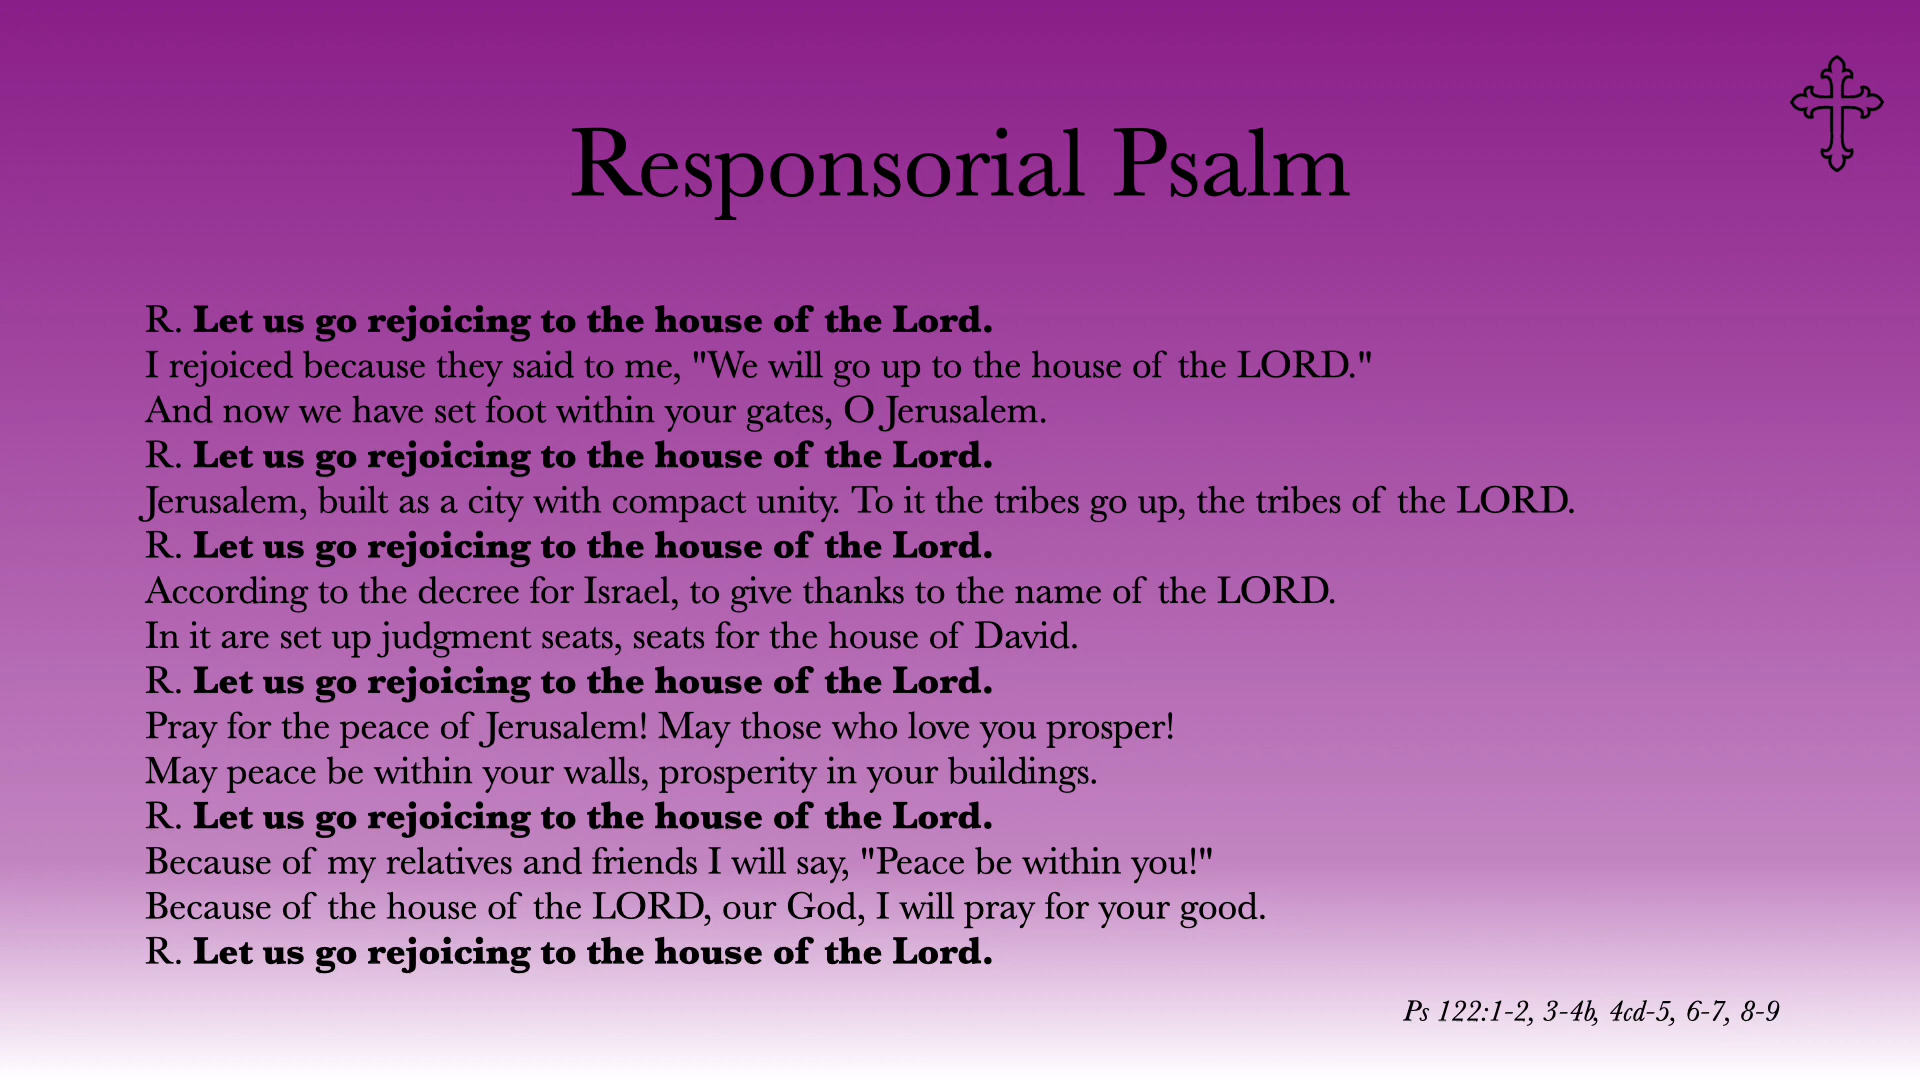 Responsorial Psalm
R. Let us go rejoicing to the house of the Lord.
I rejoiced because they said to me, "We will go up to the house of the LORD."
And now we have set foot within your gates, O Jerusalem.
R. Let us go rejoicing to the house of the Lord.
Jerusalem, built as a city with compact unity. To it the tribes go up, the tribes of the LORD.
R. Let us go rejoicing to the house of the Lord.
According to the decree for Israel, to give thanks to the name of the LORD.
In it are set up judgment seats, seats for the house of David.
R. Let us go rejoicing to the house of the Lord.
Pray for the peace of Jerusalem! May those who love you prosper!
May peace be within your walls, prosperity in your buildings.
R. Let us go rejoicing to the house of the Lord.
Because of my relatives and friends I will say, "Peace be within you!"
Because of the house of the LORD, our God, I will pray for your good.
R. Let us go rejoicing to the house of the Lord.
Ps 122:1-2, 3-4b, 4cd-5, 6-7, 8-9